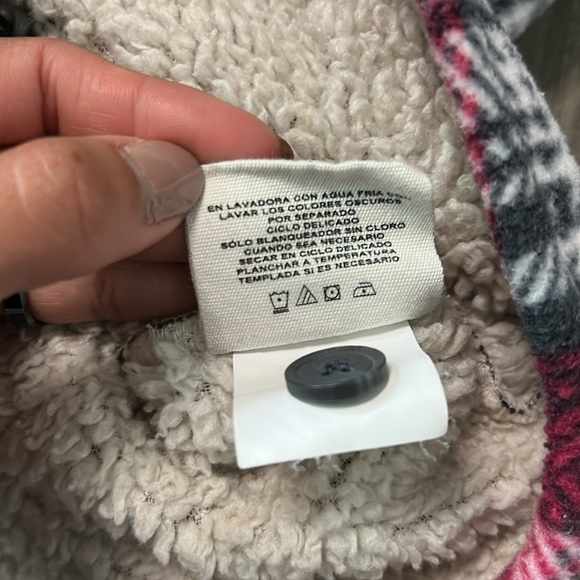 EN LAVADORA CON AGUA FRIA CON
LAVAR LOS COLORES OSCUROS
POR SEPARADO
CICLO DELICADO
SÓLO BLANQUEADOR SIN CLORO
CUANDO SEA NECESARIO
SECAR EN CICLO DELICADO
PLANCHAR A TEMPERATURA
TEMPLADA SI ES NECESARIO